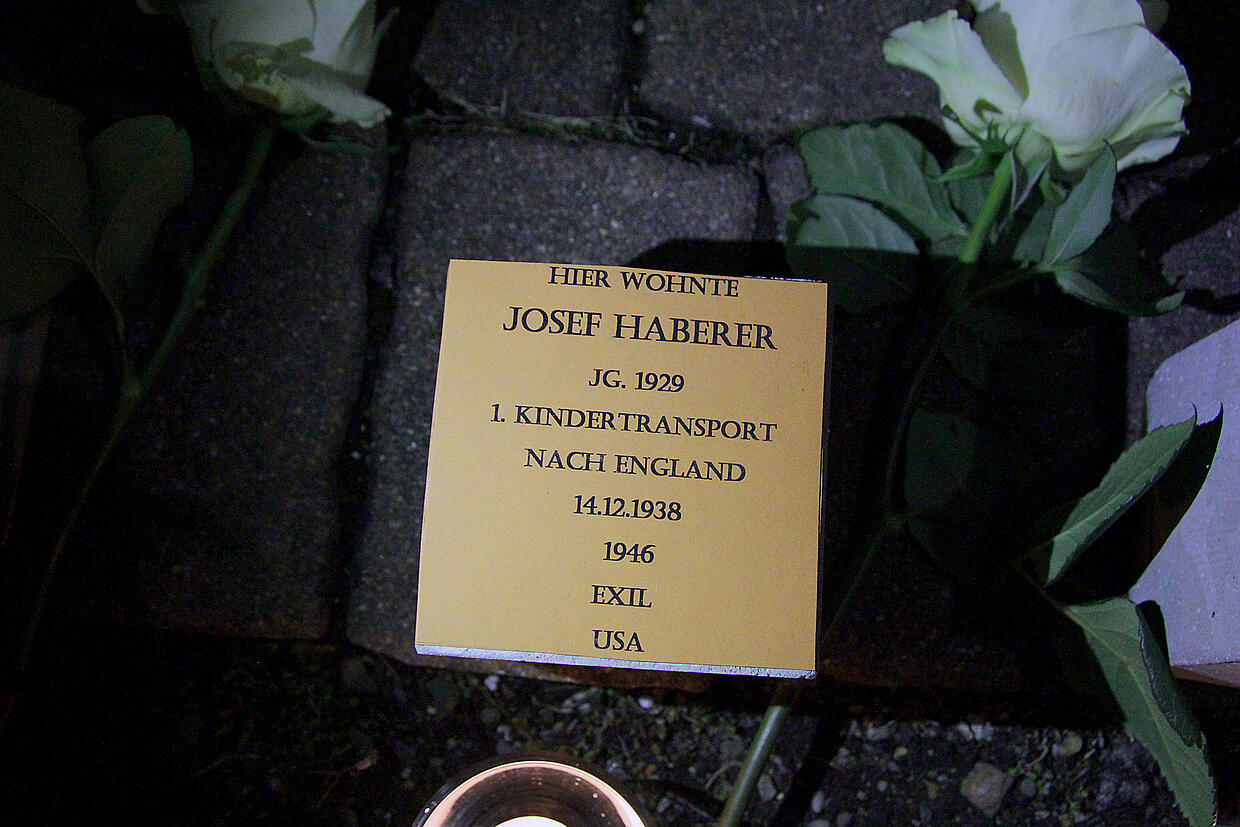 HIER WOHNTE
JOSEF HABERER
JG. 1929
1. KINDERTRANSPORT
NACH ENGLAND
14.12.1938
1946
EXIL
USA